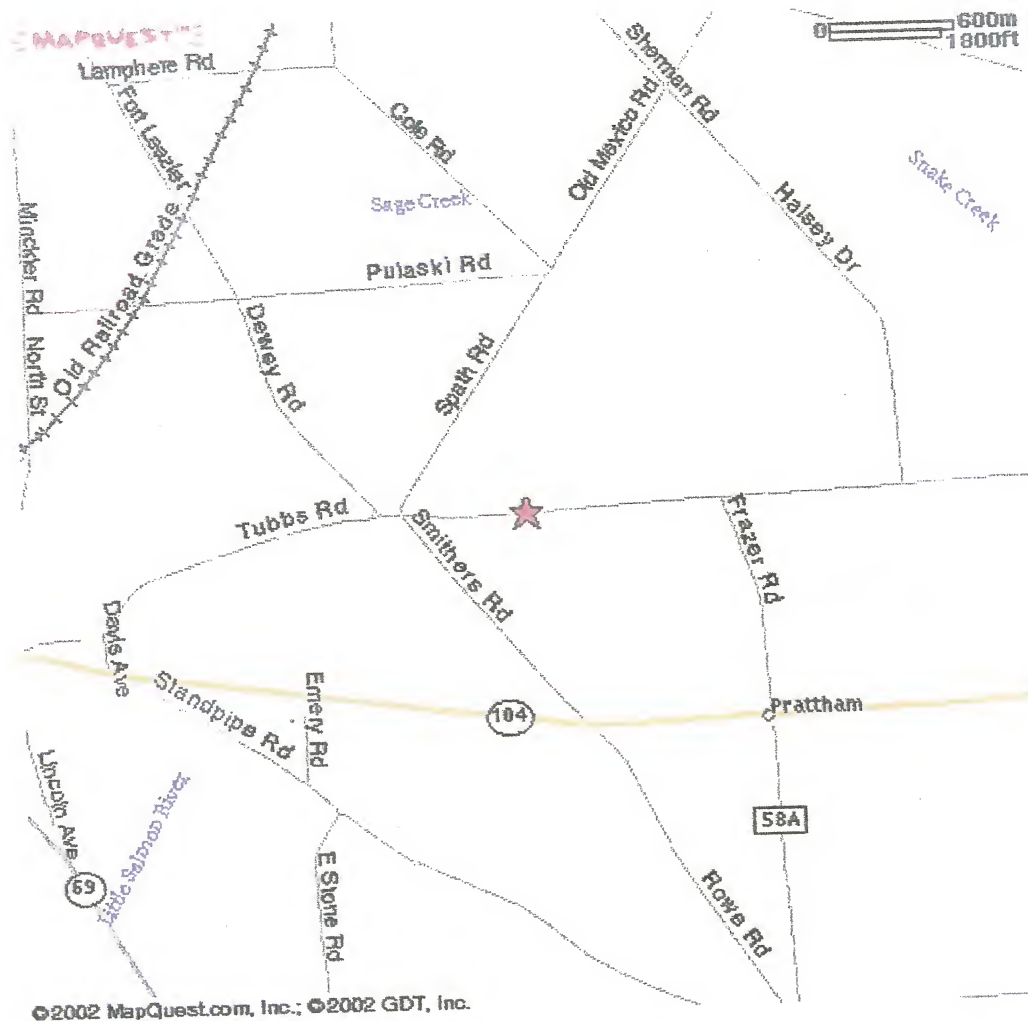 MAPQUEST™
0 600m
1800ft
Lamphere Rd
Sherman Rd
Fort Leazier
Cole Rd
Old Mexico Rd
Snake Creek
Sage Creek
Halsey Dr
Minckler Rd
Old Railroad Grade
Pulaski Rd
North St
Dewey Rd
Spath Rd
Tubbs Rd
Smithers Rd
Frazer Rd
Davis Ave
Standpipe Rd
Emery Rd
104
Prattham
Lincoln Ave
Little Salmon River
58A
69
E Stone Rd
Rowe Rd
©2002 MapQuest.com, Inc.; ©2002 GDT, Inc.